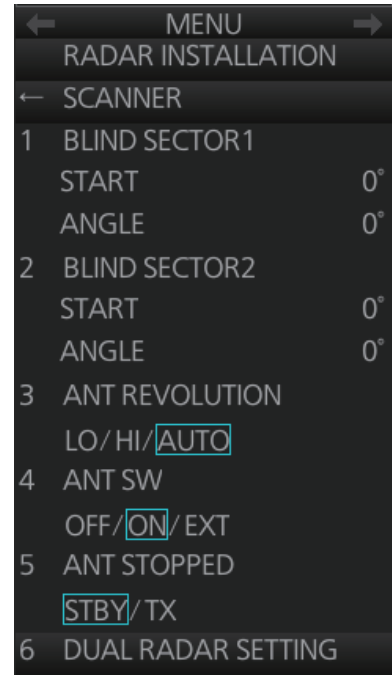 ← MENU →
RADAR INSTALLATION
← SCANNER
1 BLIND SECTOR1
START 0°
ANGLE 0°
2 BLIND SECTOR2
START 0°
ANGLE 0°
3 ANT REVOLUTION
LO/HI/AUTO
4 ANT SW
OFF/ON/EXT
5 ANT STOPPED
STBY/TX
6 DUAL RADAR SETTING